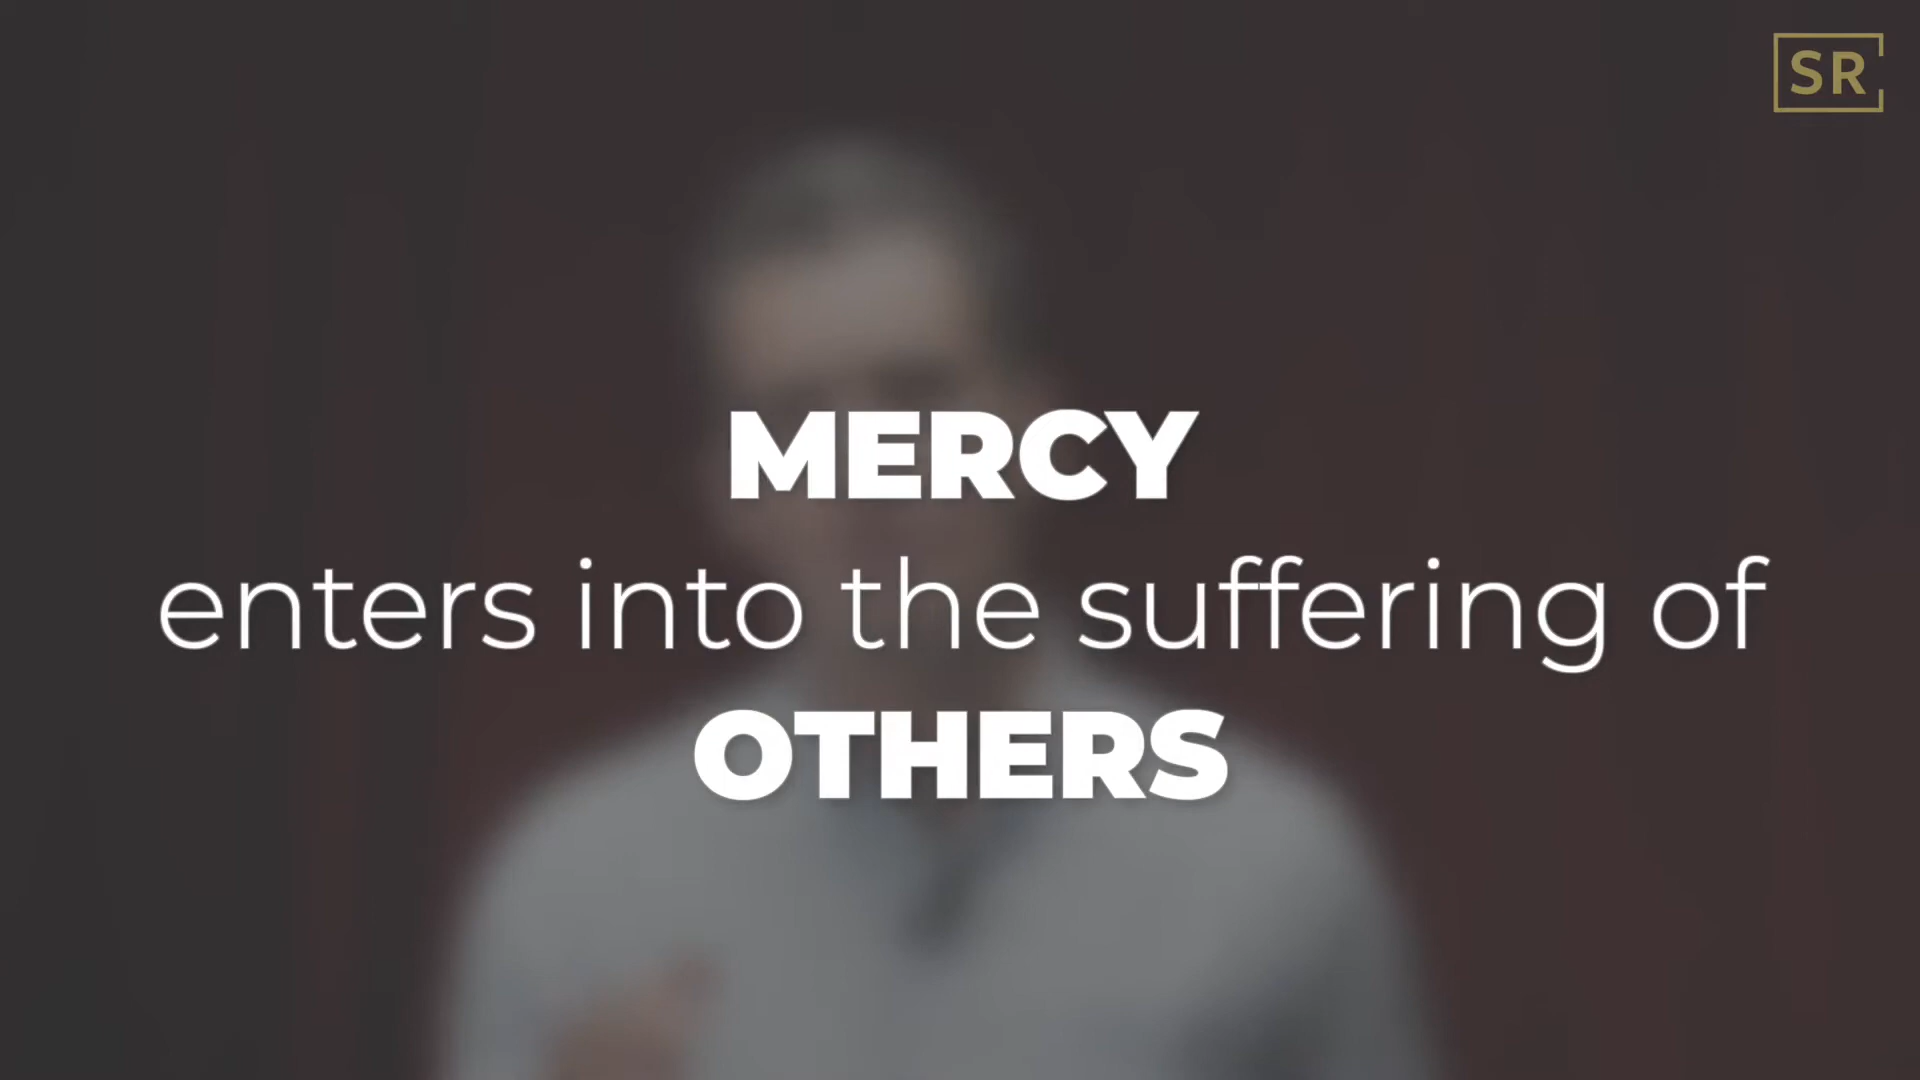 SR
MERCY
enters into the suffering of
OTHERS